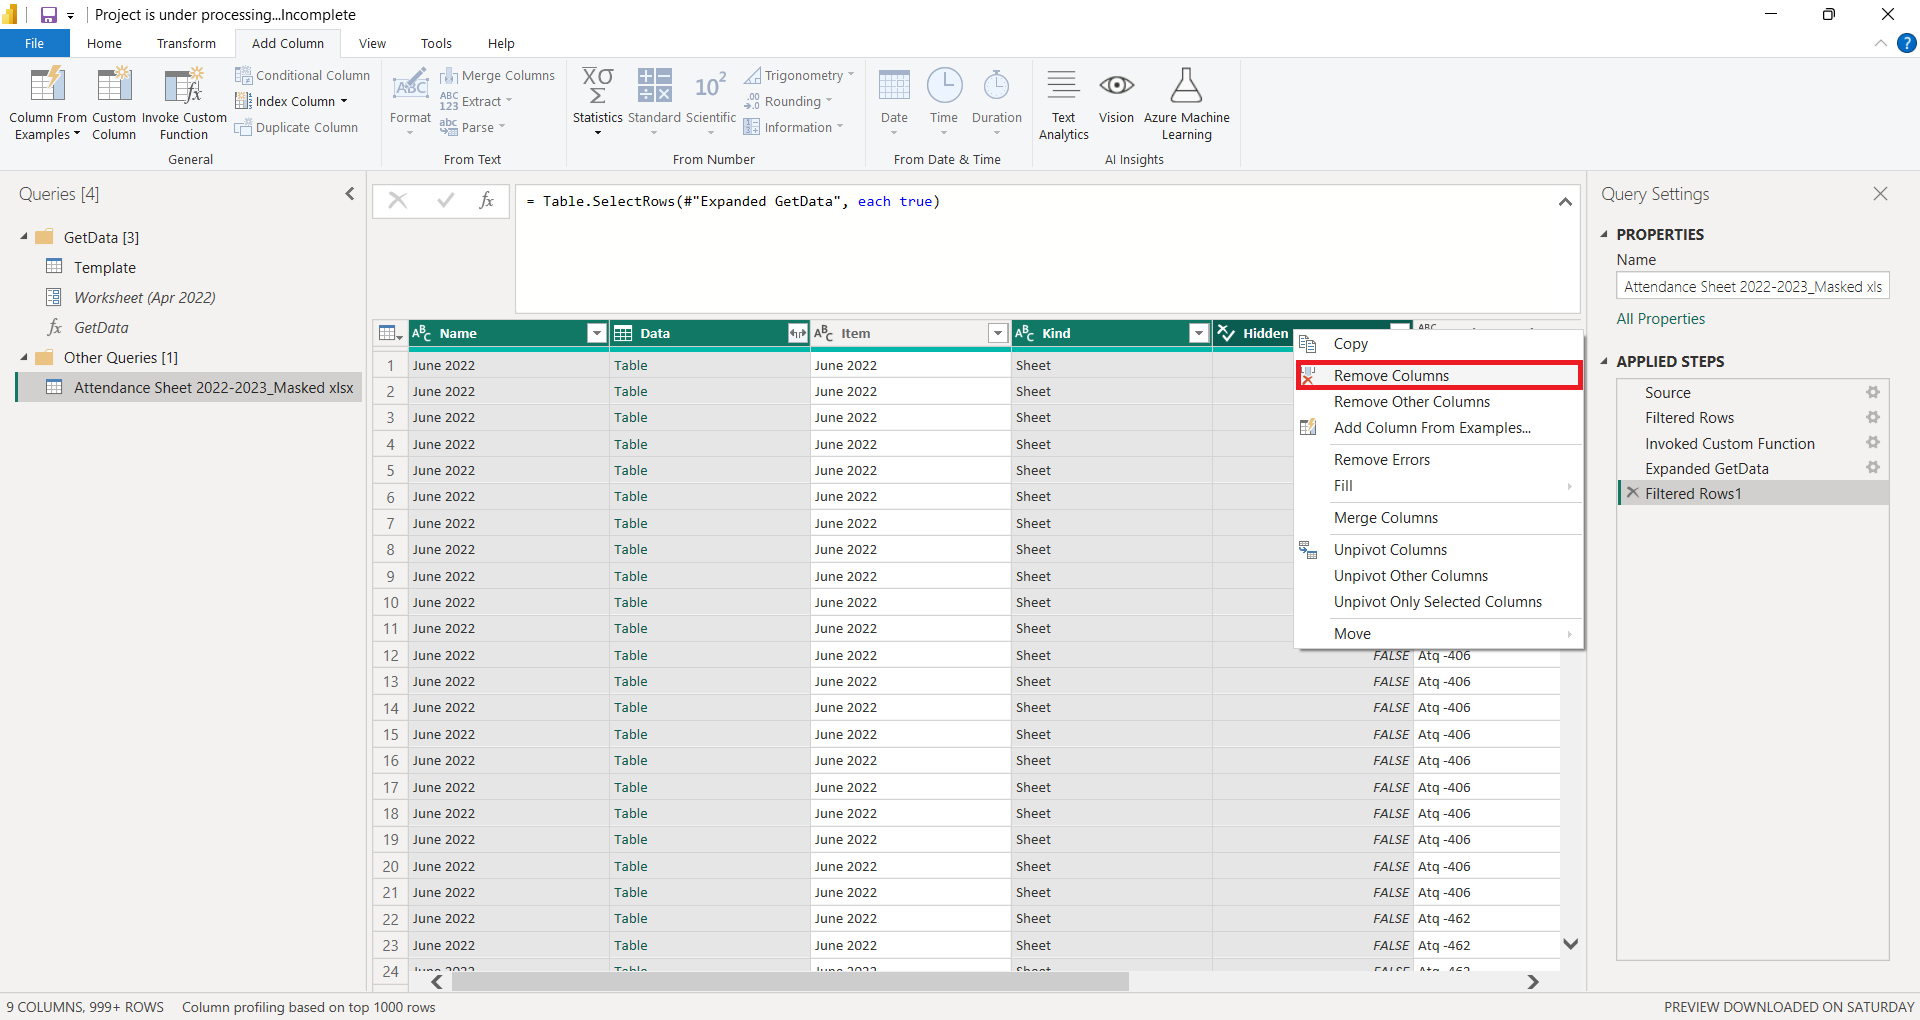 Project is under processing...Incomplete
File Home Transform Add Column View Tools Help
Column From Examples
Custom Column
Invoke Custom Function
Conditional Column
Index Column
Duplicate Column
General
Format
Merge Columns
Extract
Parse
From Text
Statistics
Standard
Scientific
Trigonometry
Rounding
Information
From Number
Date
Time
Duration
From Date & Time
Text Analytics
Vision
Azure Machine Learning
AI Insights
Queries [4]
GetData [3]
Template
Worksheet (Apr 2022)
GetData
Other Queries [1]
Attendance Sheet 2022-2023_Masked xlsx
fx
= Table.SelectRows(#"Expanded GetData", each true)
Name Data Item Kind Hidden
1 June 2022 Table June 2022 Sheet
2 June 2022 Table June 2022 Sheet
3 June 2022 Table June 2022 Sheet
4 June 2022 Table June 2022 Sheet
5 June 2022 Table June 2022 Sheet
6 June 2022 Table June 2022 Sheet
7 June 2022 Table June 2022 Sheet
8 June 2022 Table June 2022 Sheet
9 June 2022 Table June 2022 Sheet
10 June 2022 Table June 2022 Sheet
11 June 2022 Table June 2022 Sheet
12 June 2022 Table June 2022 Sheet FALSE Atq -406
13 June 2022 Table June 2022 Sheet FALSE Atq -406
14 June 2022 Table June 2022 Sheet FALSE Atq -406
15 June 2022 Table June 2022 Sheet FALSE Atq -406
16 June 2022 Table June 2022 Sheet FALSE Atq -406
17 June 2022 Table June 2022 Sheet FALSE Atq -406
18 June 2022 Table June 2022 Sheet FALSE Atq -406
19 June 2022 Table June 2022 Sheet FALSE Atq -406
20 June 2022 Table June 2022 Sheet FALSE Atq -406
21 June 2022 Table June 2022 Sheet FALSE Atq -406
22 June 2022 Table June 2022 Sheet FALSE Atq -462
23 June 2022 Table June 2022 Sheet FALSE Atq -462
24
Copy
Remove Columns
Remove Other Columns
Add Column From Examples...
Remove Errors
Fill
Merge Columns
Unpivot Columns
Unpivot Other Columns
Unpivot Only Selected Columns
Move
Query Settings
PROPERTIES
Name
Attendance Sheet 2022-2023_Masked xls
All Properties
APPLIED STEPS
Source
Filtered Rows
Invoked Custom Function
Expanded GetData
Filtered Rows1
9 COLUMNS, 999+ ROWS Column profiling based on top 1000 rows
PREVIEW DOWNLOADED ON SATURDAY